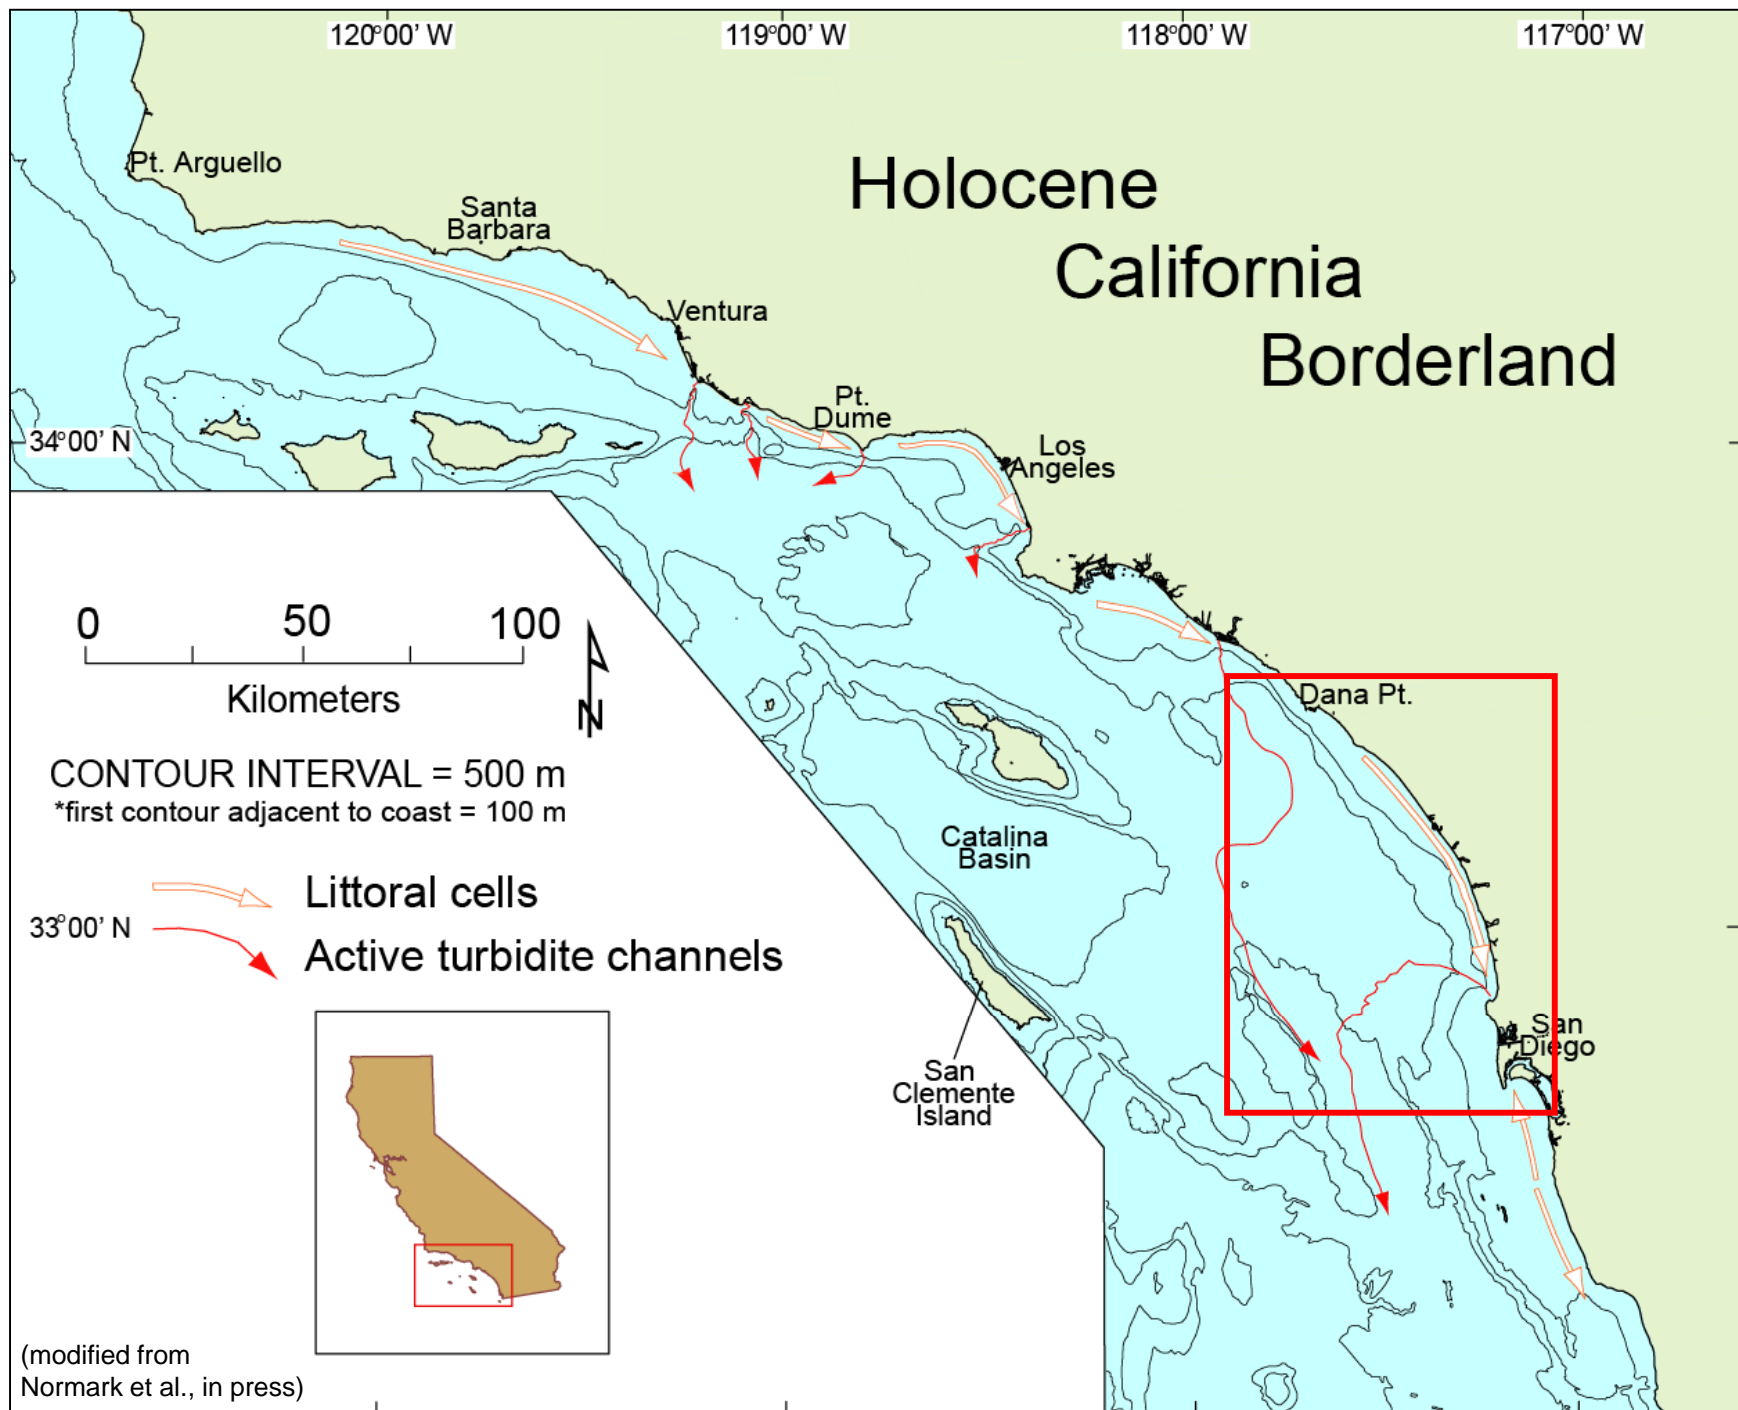 120°00' W
119°00' W
118°00' W
117°00' W
Pt. Arguello
Santa
Barbara
Holocene
California
Borderland
Ventura
Pt.
Dume
34°00' N
Los
Angeles
0 50 100
Kilometers
N
Dana Pt.
CONTOUR INTERVAL = 500 m
*first contour adjacent to coast = 100 m
Catalina
Basin
Littoral cells
33°00' N
Active turbidite channels
San
Diego
San
Clemente
Island
(modified from
Normark et al., in press)